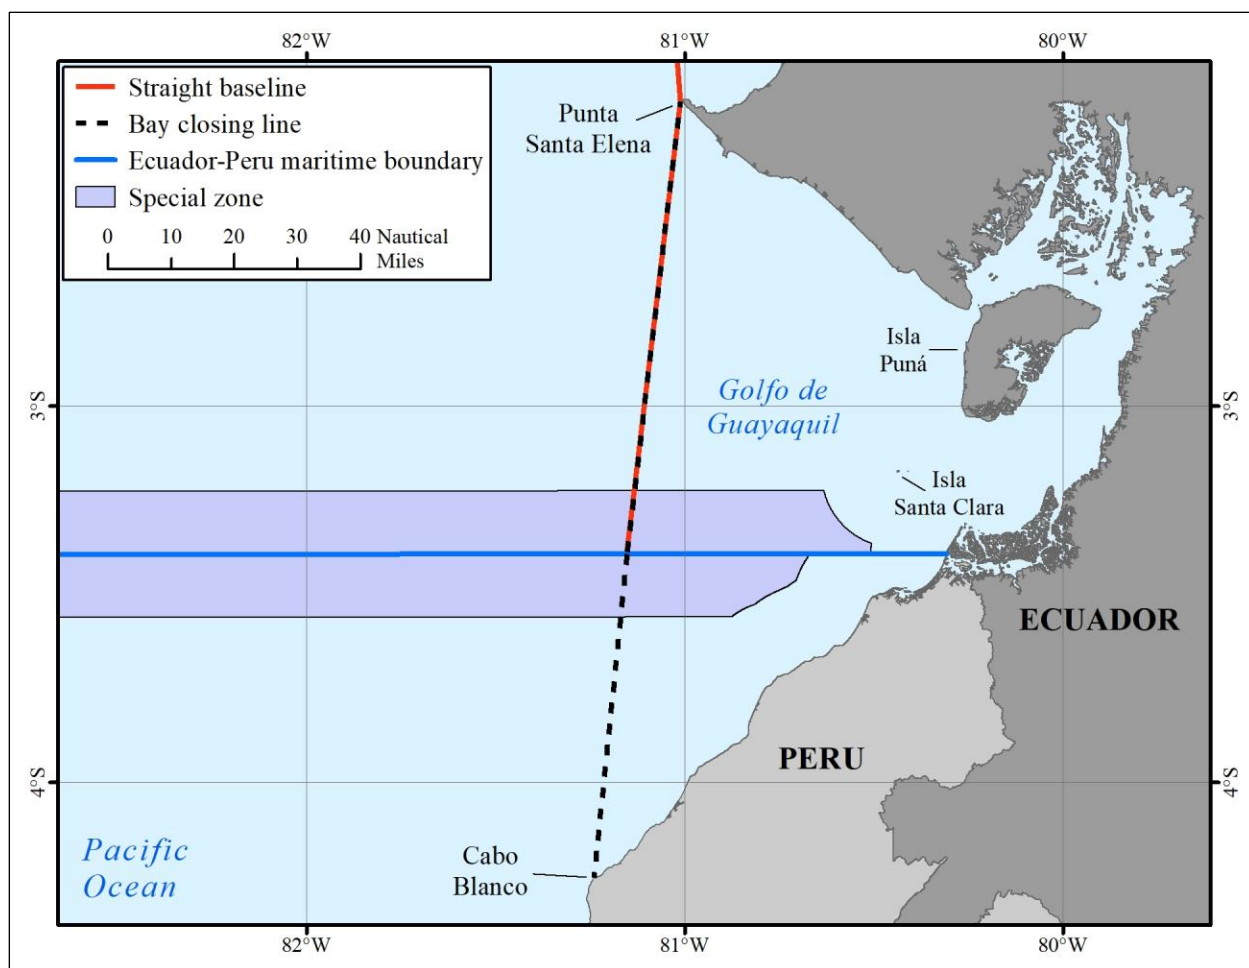 82°W 81°W 80°W
Straight baseline
Bay closing line
Ecuador-Peru maritime boundary
Special zone
0 10 20 30 40 Nautical
Miles
Punta
Santa Elena
Isla
Puná
Golfo de
Guayaquil
3°S 3°S
Isla
Santa Clara
ECUADOR
PERU
4°S 4°S
Pacific
Ocean
Cabo
Blanco
82°W 81°W 80°W